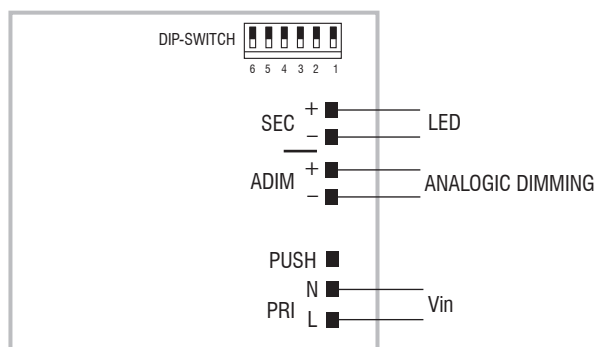 DIP-SWITCH
6 5 4 3 2 1
SEC + − LED
ADIM + − ANALOGIC DIMMING
PUSH
PRI N L Vin